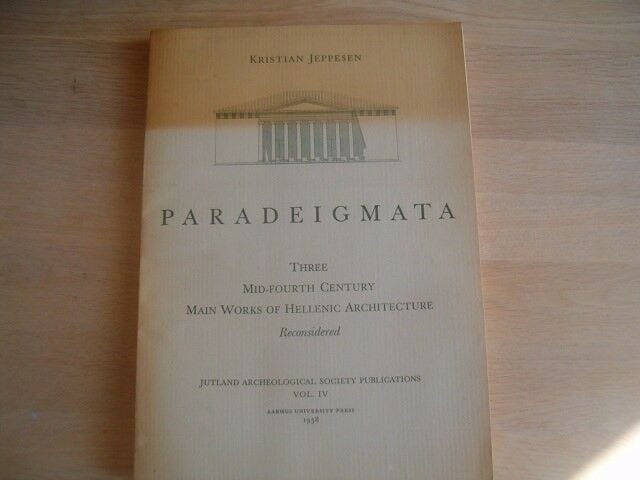 KRISTIAN JEPPESEN
PARADEIGMATA
THREE
MID-FOURTH CENTURY
MAIN WORKS OF HELLENIC ARCHITECTURE
Reconsidered
JUTLAND ARCHEOLOGICAL SOCIETY PUBLICATIONS
VOL. IV
AARHUS UNIVERSITY PRESS
1958